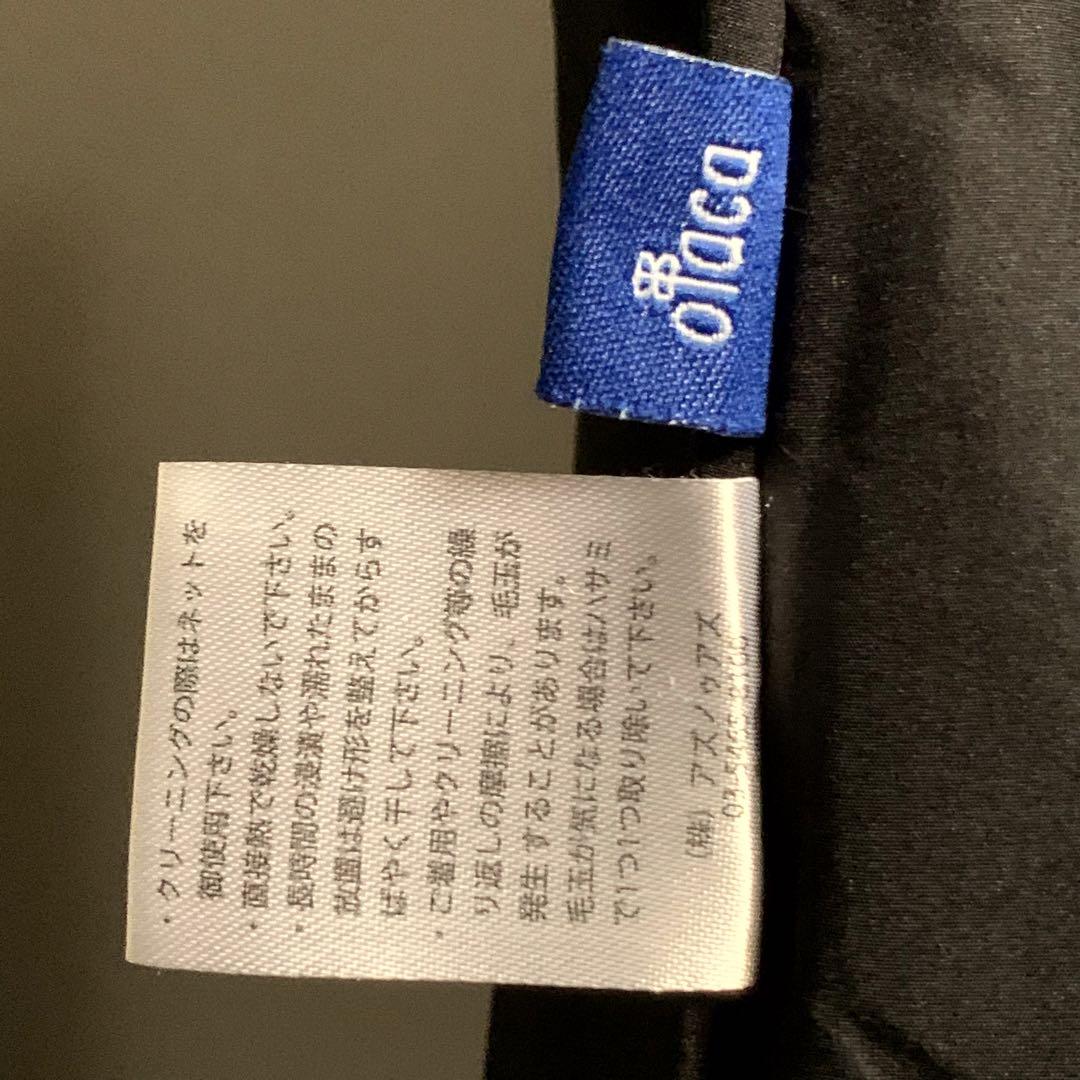 otaca
・クリーニングの際はネットを
御使用下さい。
・直接熱で乾燥しないで下さい。
・長時間の浸漬や濡れたままの
放置は避け形を整えてからす
ばやく干して下さい。
・ご着用やクリーニング等の繰
り返しの摩擦により、毛玉が
発生することがあります。
毛玉が気になる場合はハサミ
で1つ1つ取り除いて下さい。
(株)アズノゥアズ